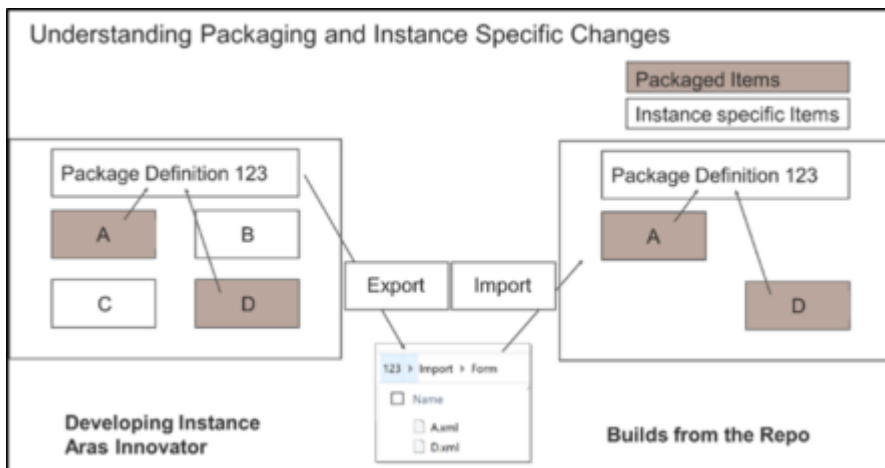 Understanding Packaging and Instance Specific Changes
Packaged Items
Instance specific Items
Package Definition 123
A
B
C
D
Export
Import
123 > Import > Form
Name
A.xml
D.xml
Package Definition 123
A
D
Developing Instance
Aras Innovator
Builds from the Repo